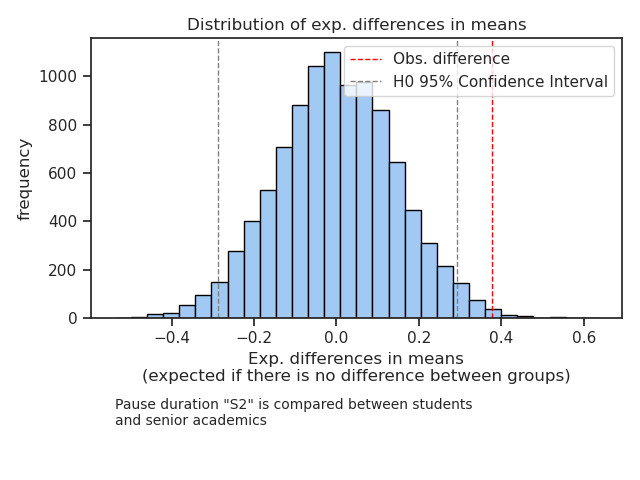 Distribution of exp. differences in means
Obs. difference
H0 95% Confidence Interval
frequency
1000
800
600
400
200
0
−0.4 −0.2 0.0 0.2 0.4 0.6
Exp. differences in means
(expected if there is no difference between groups)
Pause duration "S2" is compared between students
and senior academics